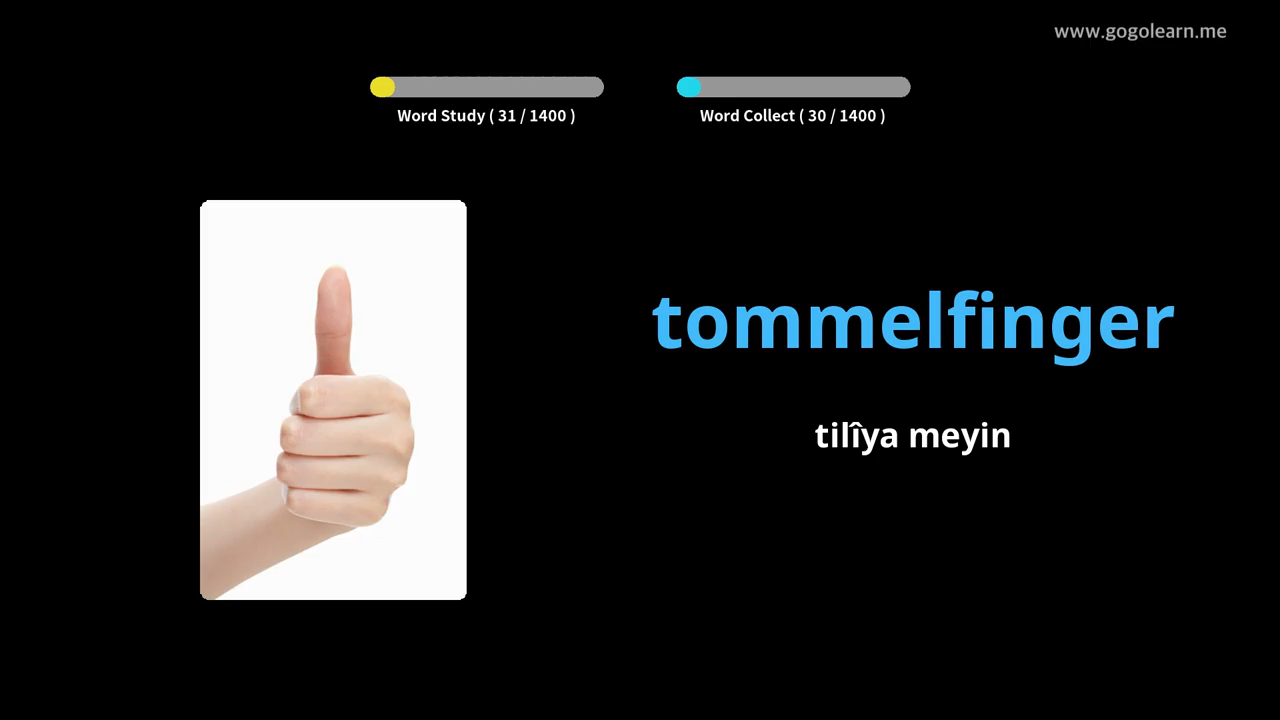 www.gogolearn.me
Word Study ( 31 / 1400 )
Word Collect ( 30 / 1400 )
tommelfinger
tilîya meyin